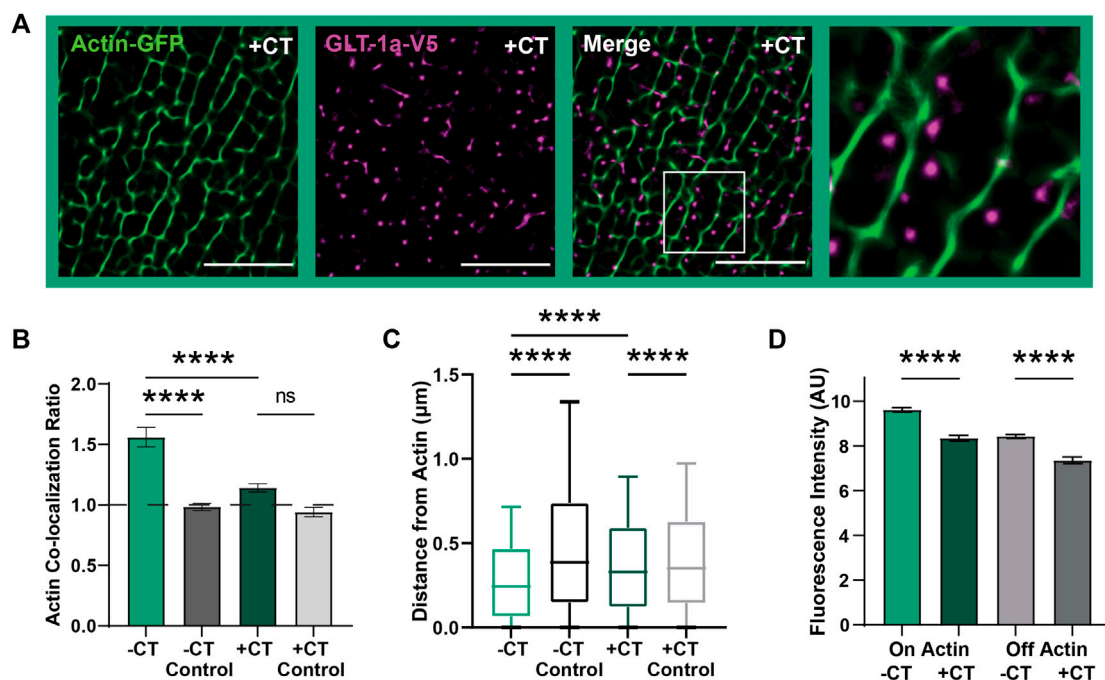 A
Actin-GFP +CT
GLT-1a-V5
Merge +CT
B
****
****
ns
Actin Co-localization Ratio
2.0
1.5
1.0
0.5
0.0
-CT
-CT
Control
+CT
+CT
Control
C
****
****
****
Distance from Actin (μm)
1.5
1.0
0.5
0.0
-CT
-CT
Control
+CT
+CT
Control
D
****
****
Fluorescence Intensity (AU)
10
8
6
4
2
0
On Actin Off Actin
-CT +CT -CT +CT